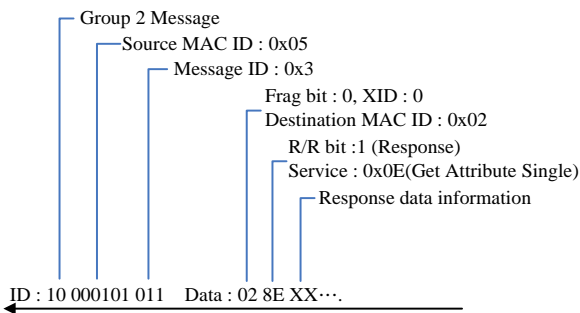 Group 2 Message
Source MAC ID : 0x05
Message ID : 0x3
Frag bit : 0, XID : 0
Destination MAC ID : 0x02
R/R bit :1 (Response)
Service : 0x0E(Get Attribute Single)
Response data information
ID : 10 000101 011 Data : 02 8E XX⋯.